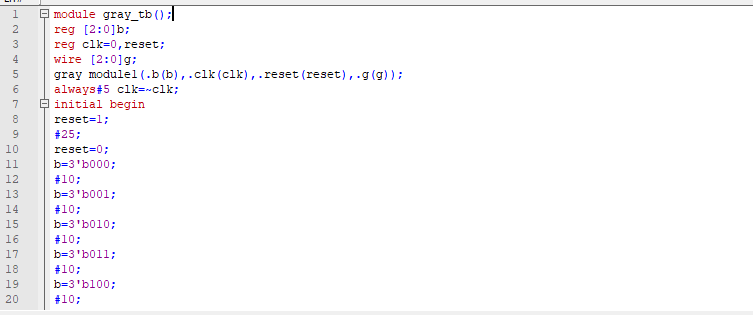 1 module gray_tb();
2 reg [2:0]b;
3 reg clk=0,reset;
4 wire [2:0]g;
5 gray module1(.b(b),.clk(clk),.reset(reset),.g(g));
6 always#5 clk=~clk;
7 initial begin
8 reset=1;
9 #25;
10 reset=0;
11 b=3'b000;
12 #10;
13 b=3'b001;
14 #10;
15 b=3'b010;
16 #10;
17 b=3'b011;
18 #10;
19 b=3'b100;
20 #10;